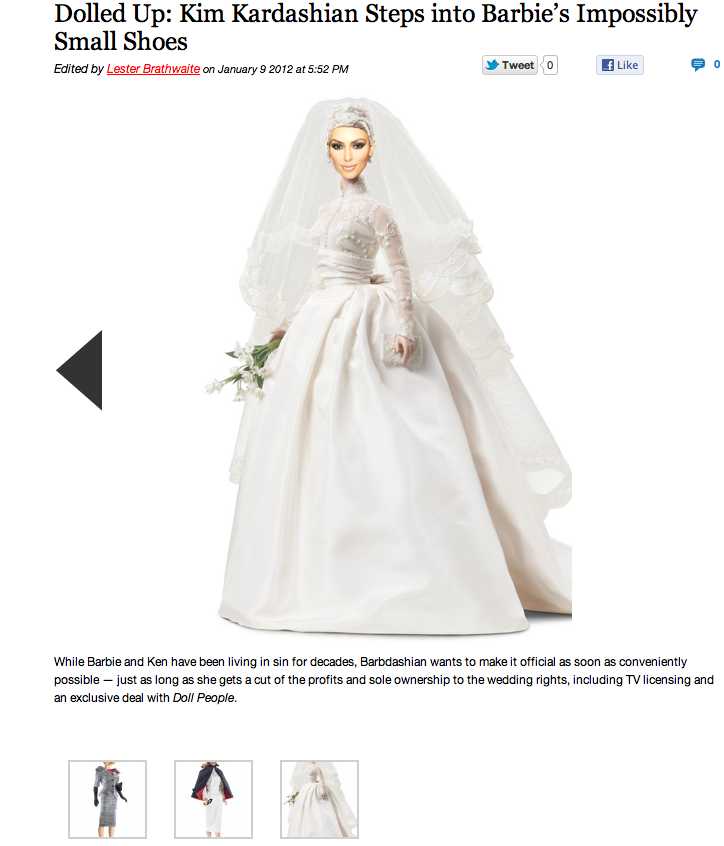 Dolled Up: Kim Kardashian Steps into Barbie’s Impossibly
Small Shoes
Edited by Lester Brathwaite on January 9 2012 at 5:52 PM
Tweet 0
Like
0
While Barbie and Ken have been living in sin for decades, Barbdashian wants to make it official as soon as conveniently
possible — just as long as she gets a cut of the profits and sole ownership to the wedding rights, including TV licensing and
an exclusive deal with Doll People.